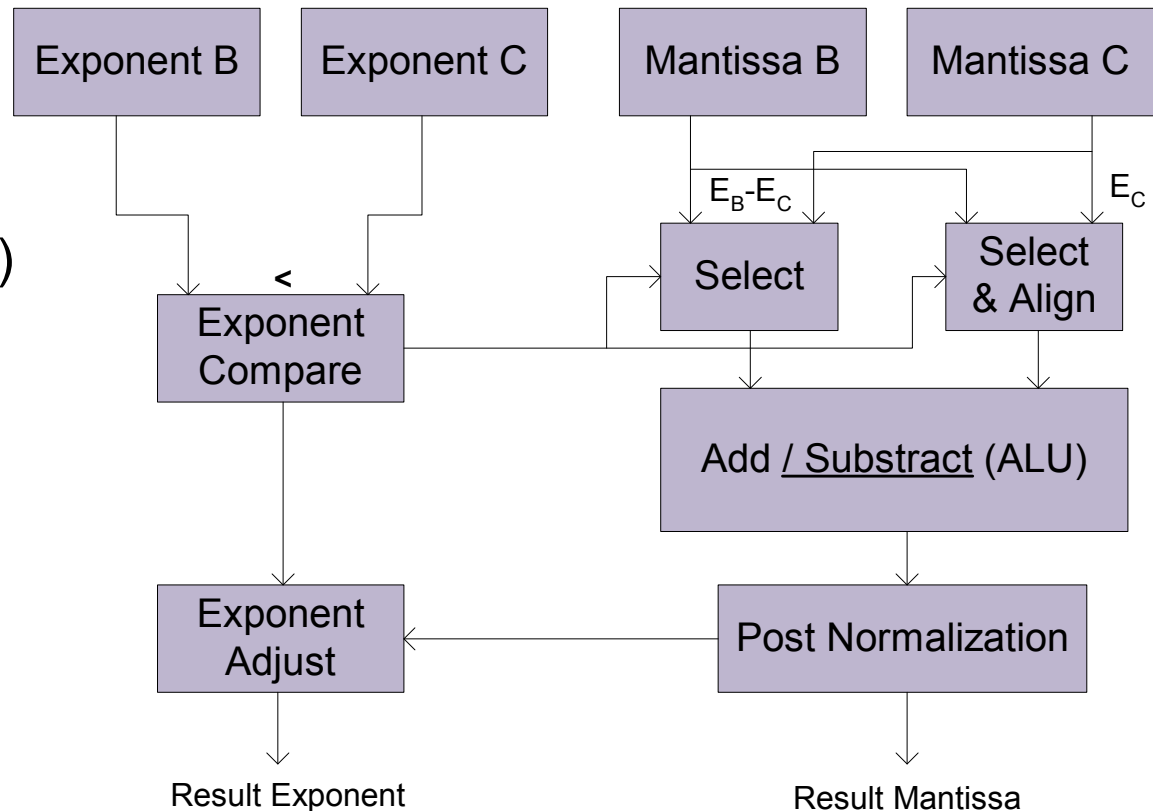 Exponent B
Exponent C
Mantissa B
Mantissa C
E_B-E_C
E_C
)
<
Select
Select
& Align
Exponent
Compare
Add / Substract (ALU)
Exponent
Adjust
Post Normalization
Result Exponent
Result Mantissa